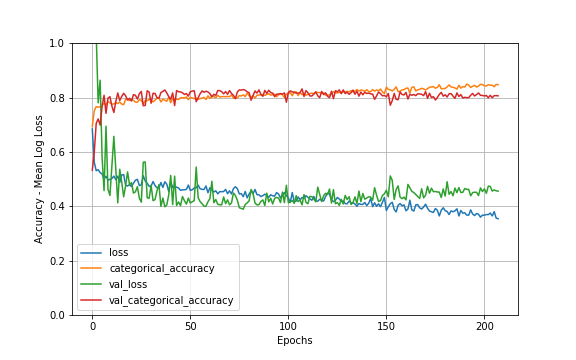 1.0
0.8
0.6
0.4
0.2
0.0
Accuracy - Mean Log Loss
loss
categorical_accuracy
val_loss
val_categorical_accuracy
0 50 100 150 200
Epochs